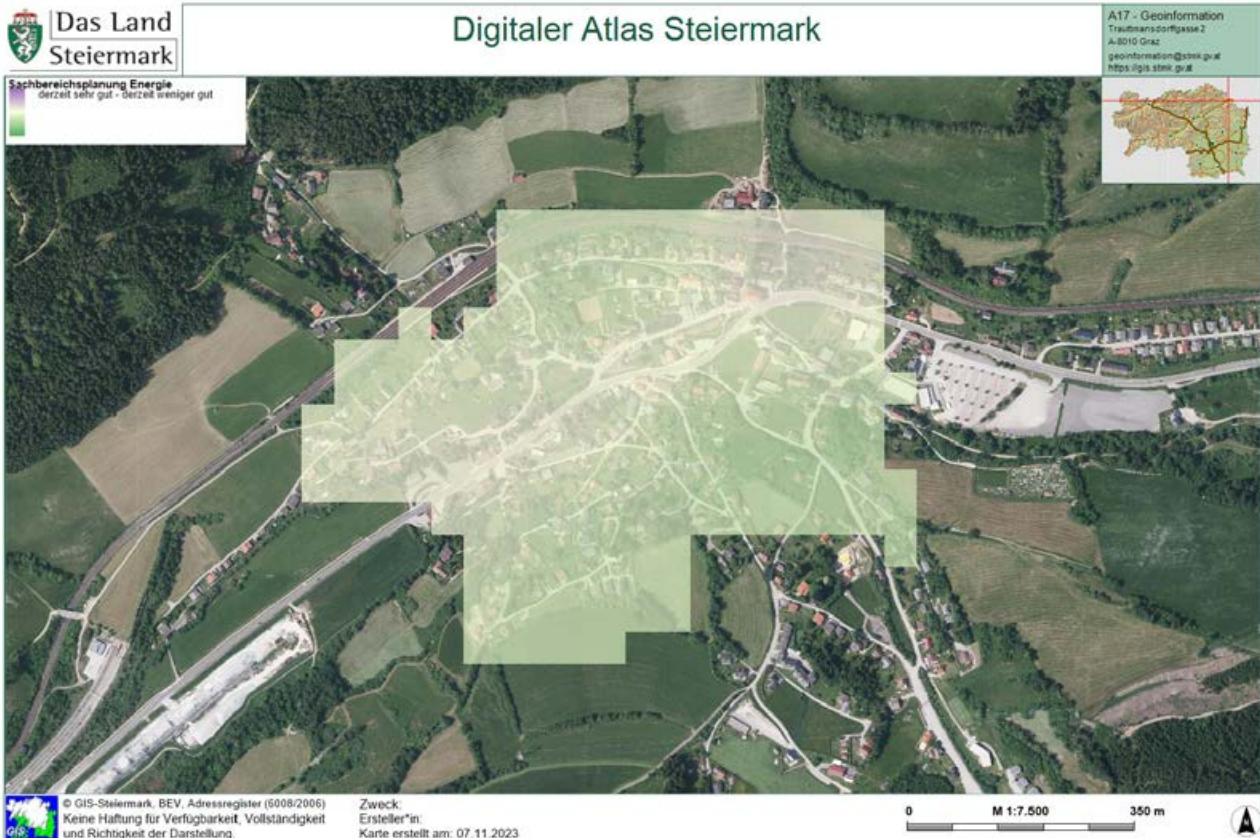 Das Land
Steiermark
Digitaler Atlas Steiermark
A17 - Geoinformation
Trauttmansdorffgasse 2
A-8010 Graz
geoinformation@stmk.gv.at
https://gis.stmk.gv.at
Sachbereichsplanung Energie
derzeit sehr gut - derzeit weniger gut
GIS
© GIS-Steiermark, BEV, Adressregister (6008/2006)
Keine Haftung für Verfügbarkeit, Vollständigkeit
und Richtigkeit der Darstellung.
Zweck:
Ersteller*in:
Karte erstellt am: 07.11.2023
0 M 1:7.500 350 m